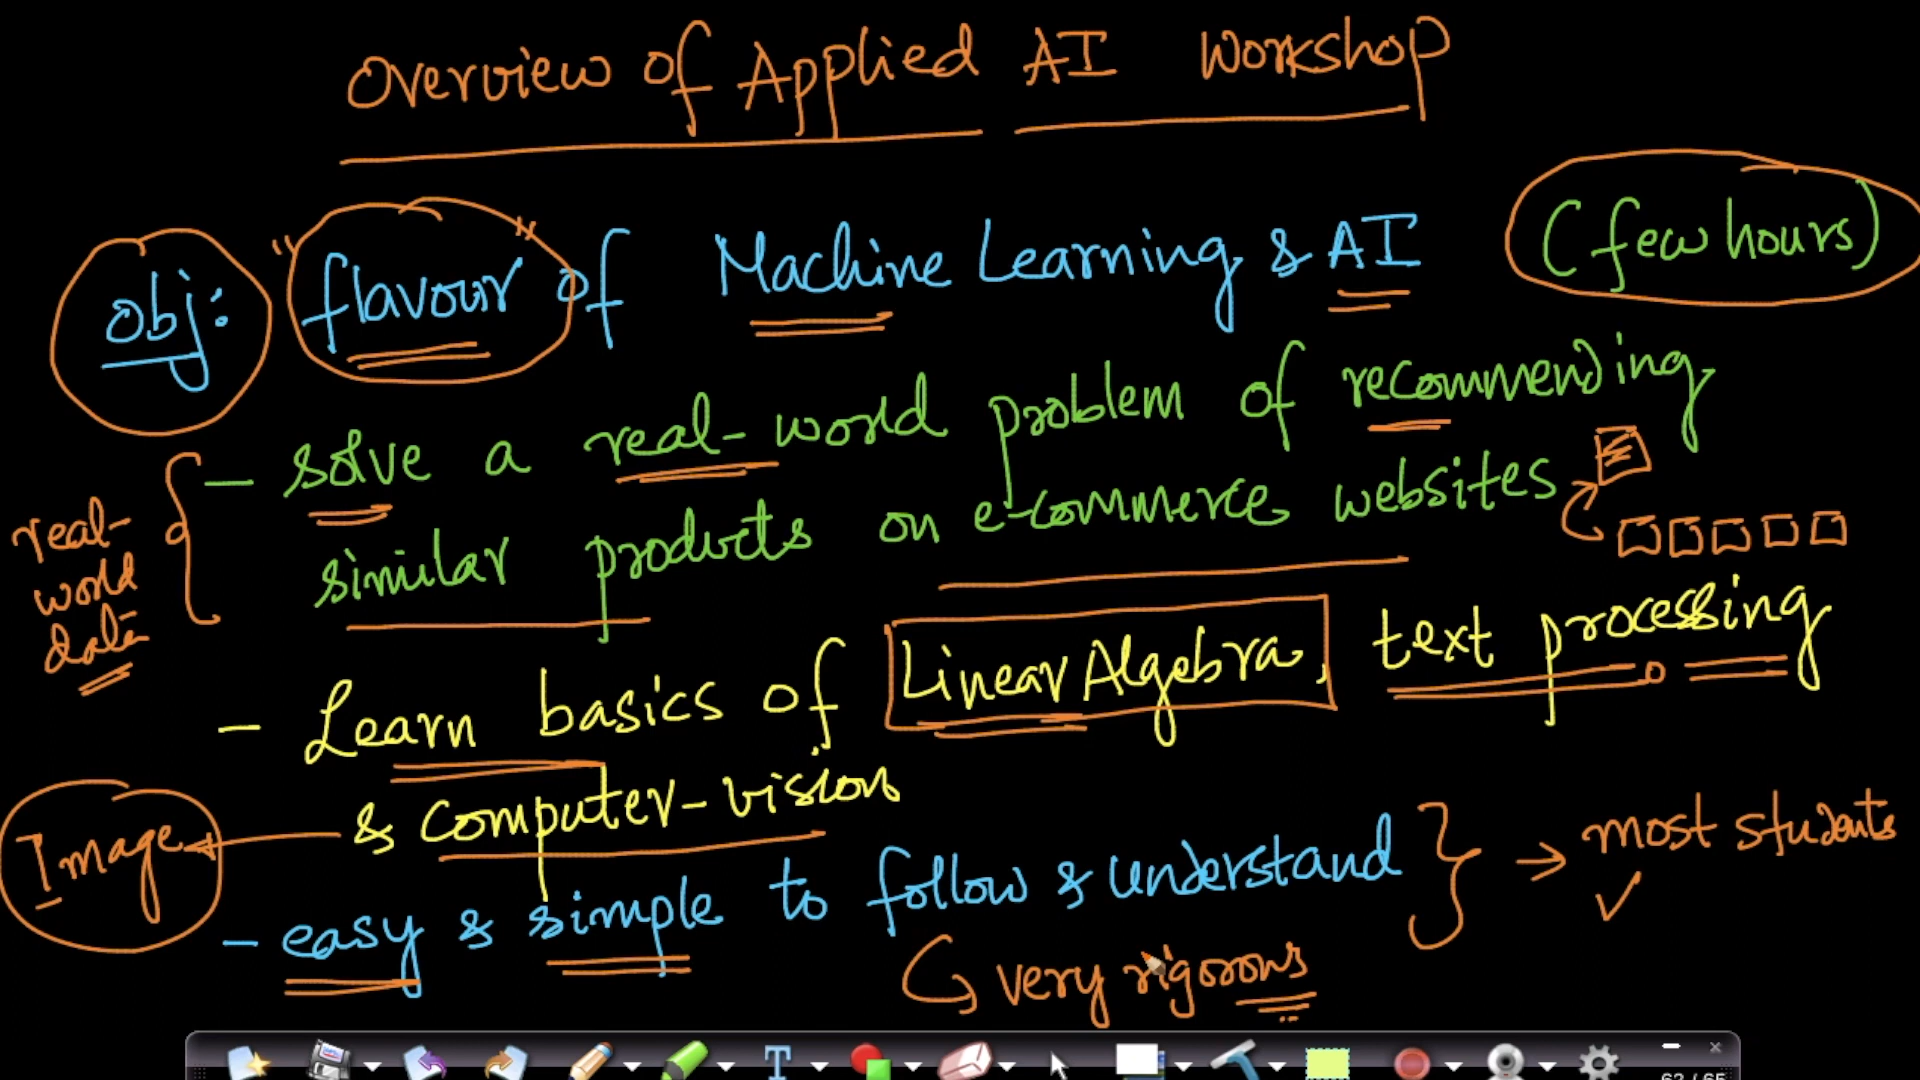 Overview of Applied AI Workshop
(few hours)
obj: "flavour" of Machine Learning & AI
- solve a real-world problem of recommending
similar products on e-commerce websites
real-
world
data
- Learn basics of Linear Algebra, text processing
& computer-vision
Image
- easy & simple to follow & understand
most students
very rigorous
T